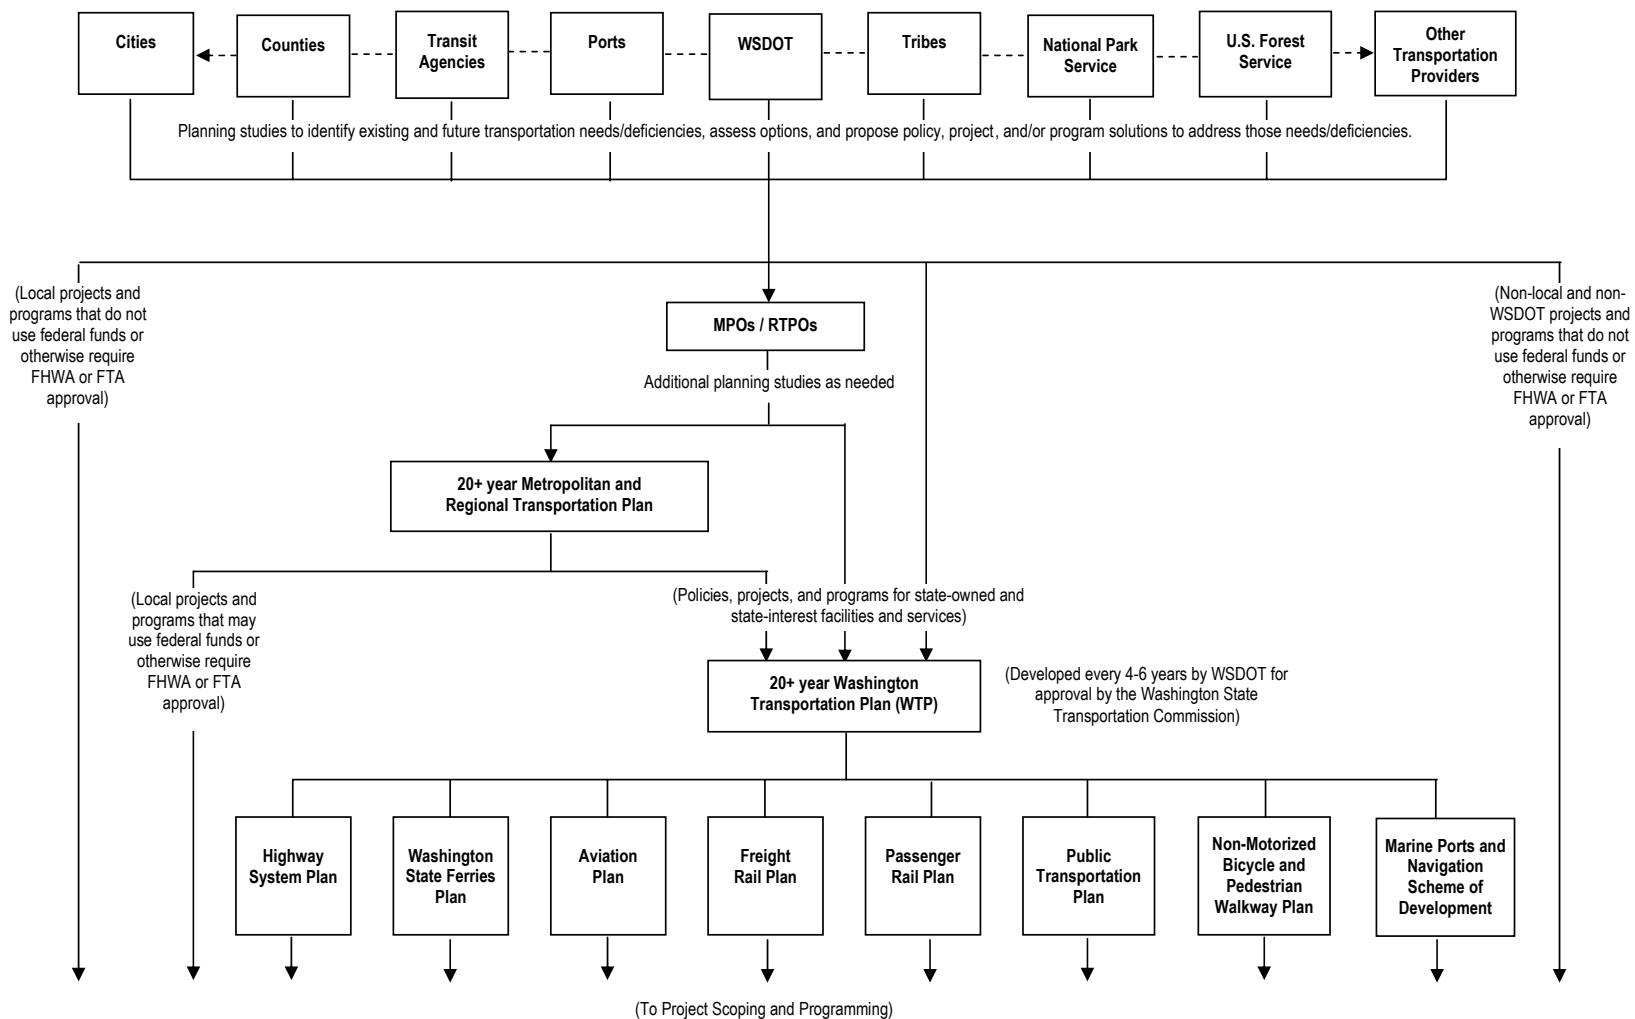 Cities
Counties
Transit
Agencies
Ports
WSDOT
Tribes
National Park
Service
U.S. Forest
Service
Other
Transportation
Providers
Planning studies to identify existing and future transportation needs/deficiencies, assess options, and propose policy, project, and/or program solutions to address those needs/deficiencies.
(Local projects and
programs that do not
use federal funds or
otherwise require
FHWA or FTA
approval)
MPOs / RTPOs
Additional planning studies as needed
(Non-local and non-
WSDOT projects and
programs that do not
use federal funds or
otherwise require
FHWA or FTA
approval)
20+ year Metropolitan and
Regional Transportation Plan
(Local projects and
programs that may
use federal funds or
otherwise require
FHWA or FTA
approval)
(Policies, projects, and programs for state-owned and
state-interest facilities and services)
20+ year Washington
Transportation Plan (WTP)
(Developed every 4-6 years by WSDOT for
approval by the Washington State
Transportation Commission)
Highway
System Plan
Washington
State Ferries
Plan
Aviation
Plan
Freight
Rail Plan
Passenger
Rail Plan
Public
Transportation
Plan
Non-Motorized
Bicycle and
Pedestrian
Walkway Plan
Marine Ports and
Navigation
Scheme of
Development
(To Project Scoping and Programming)